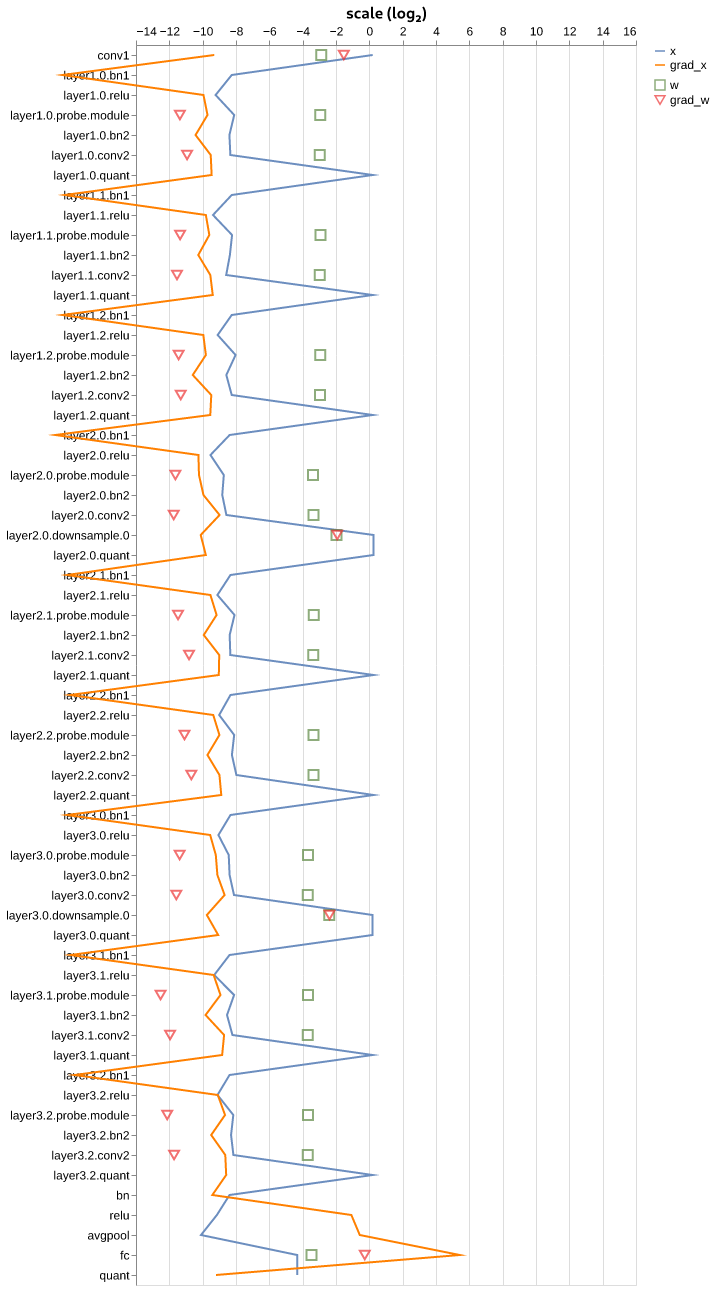 scale (log₂)
−14 −12 −10 −8 −6 −4 −2 0 2 4 6 8 10 12 14 16
x
grad_x
w
grad_w
conv1
layer1.0.bn1
layer1.0.relu
layer1.0.probe.module
layer1.0.bn2
layer1.0.conv2
layer1.0.quant
layer1.1.bn1
layer1.1.relu
layer1.1.probe.module
layer1.1.bn2
layer1.1.conv2
layer1.1.quant
layer1.2.bn1
layer1.2.relu
layer1.2.probe.module
layer1.2.bn2
layer1.2.conv2
layer1.2.quant
layer2.0.bn1
layer2.0.relu
layer2.0.probe.module
layer2.0.bn2
layer2.0.conv2
layer2.0.downsample.0
layer2.0.quant
layer2.1.bn1
layer2.1.relu
layer2.1.probe.module
layer2.1.bn2
layer2.1.conv2
layer2.1.quant
layer2.2.bn1
layer2.2.relu
layer2.2.probe.module
layer2.2.bn2
layer2.2.conv2
layer2.2.quant
layer3.0.bn1
layer3.0.relu
layer3.0.probe.module
layer3.0.bn2
layer3.0.conv2
layer3.0.downsample.0
layer3.0.quant
layer3.1.bn1
layer3.1.relu
layer3.1.probe.module
layer3.1.bn2
layer3.1.conv2
layer3.1.quant
layer3.2.bn1
layer3.2.relu
layer3.2.probe.module
layer3.2.bn2
layer3.2.conv2
layer3.2.quant
bn
relu
avgpool
fc
quant